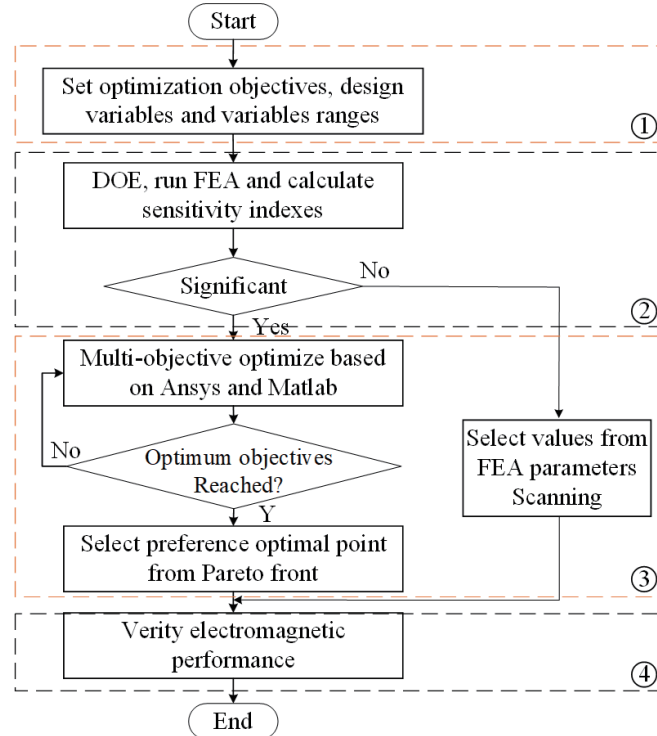 Start
Set optimization objectives, design
variables and variables ranges
①
DOE, run FEA and calculate
sensitivity indexes
Significant
No
②
Yes
Multi-objective optimize based
on Ansys and Matlab
No
Optimum objectives
Reached?
Select values from
FEA parameters
Scanning
Y
Select preference optimal point
from Pareto front
③
Verity electromagnetic
performance
④
End